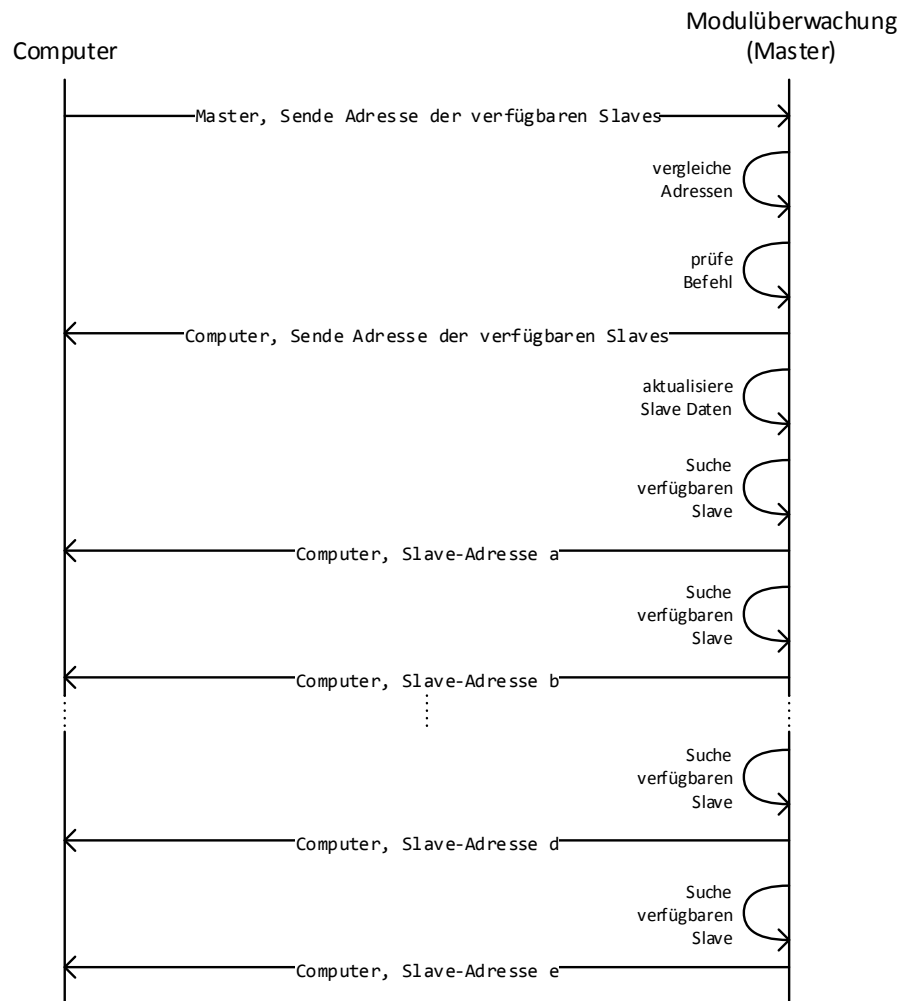 Computer
Modulüberwachung
(Master)
Master, Sende Adresse der verfügbaren Slaves
vergleiche
Adressen
prüfe
Befehl
Computer, Sende Adresse der verfügbaren Slaves
aktualisiere
Slave Daten
Suche
verfügbaren
Slave
Computer, Slave-Adresse a
Suche
verfügbaren
Slave
Computer, Slave-Adresse b
Suche
verfügbaren
Slave
Computer, Slave-Adresse d
Suche
verfügbaren
Slave
Computer, Slave-Adresse e